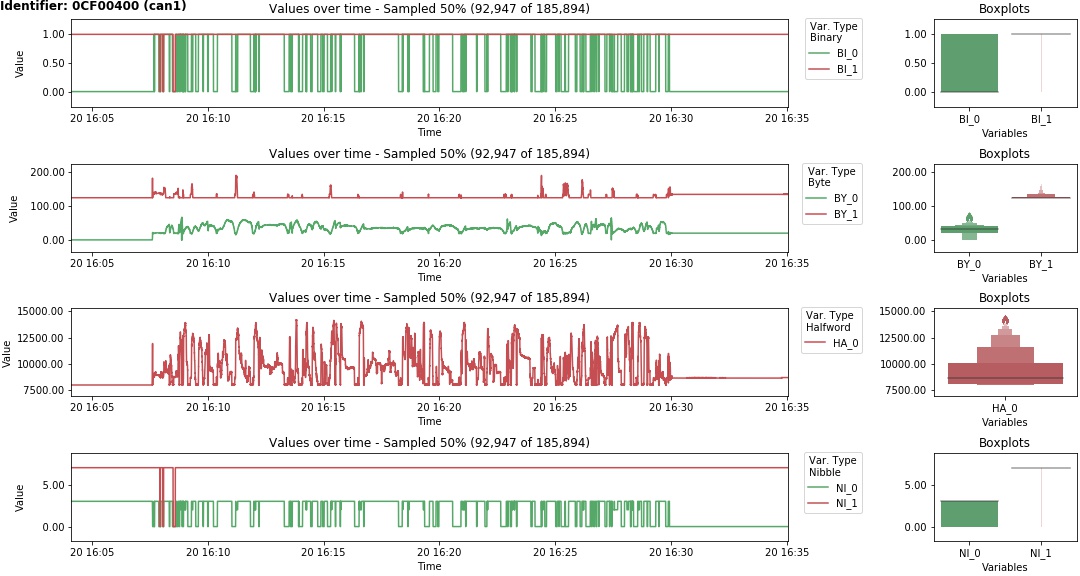 Identifier: 0CF00400 (can1)
Values over time - Sampled 50% (92,947 of 185,894)
Boxplots
Value
1.00
0.50
0.00
20 16:05 20 16:10 20 16:15 20 16:20 20 16:25 20 16:30 20 16:35
Time
Var. Type
Binary
BI_0
BI_1
1.00
0.50
0.00
BI_0 BI_1
Variables
Values over time - Sampled 50% (92,947 of 185,894)
Boxplots
Value
200.00
100.00
0.00
20 16:05 20 16:10 20 16:15 20 16:20 20 16:25 20 16:30 20 16:35
Time
Var. Type
Byte
BY_0
BY_1
200.00
100.00
0.00
BY_0 BY_1
Variables
Values over time - Sampled 50% (92,947 of 185,894)
Boxplots
Value
15000.00
12500.00
10000.00
7500.00
20 16:05 20 16:10 20 16:15 20 16:20 20 16:25 20 16:30 20 16:35
Time
Var. Type
Halfword
HA_0
15000.00
12500.00
10000.00
7500.00
HA_0
Variables
Values over time - Sampled 50% (92,947 of 185,894)
Boxplots
Value
5.00
0.00
20 16:05 20 16:10 20 16:15 20 16:20 20 16:25 20 16:30 20 16:35
Time
Var. Type
Nibble
NI_0
NI_1
5.00
0.00
NI_0 NI_1
Variables